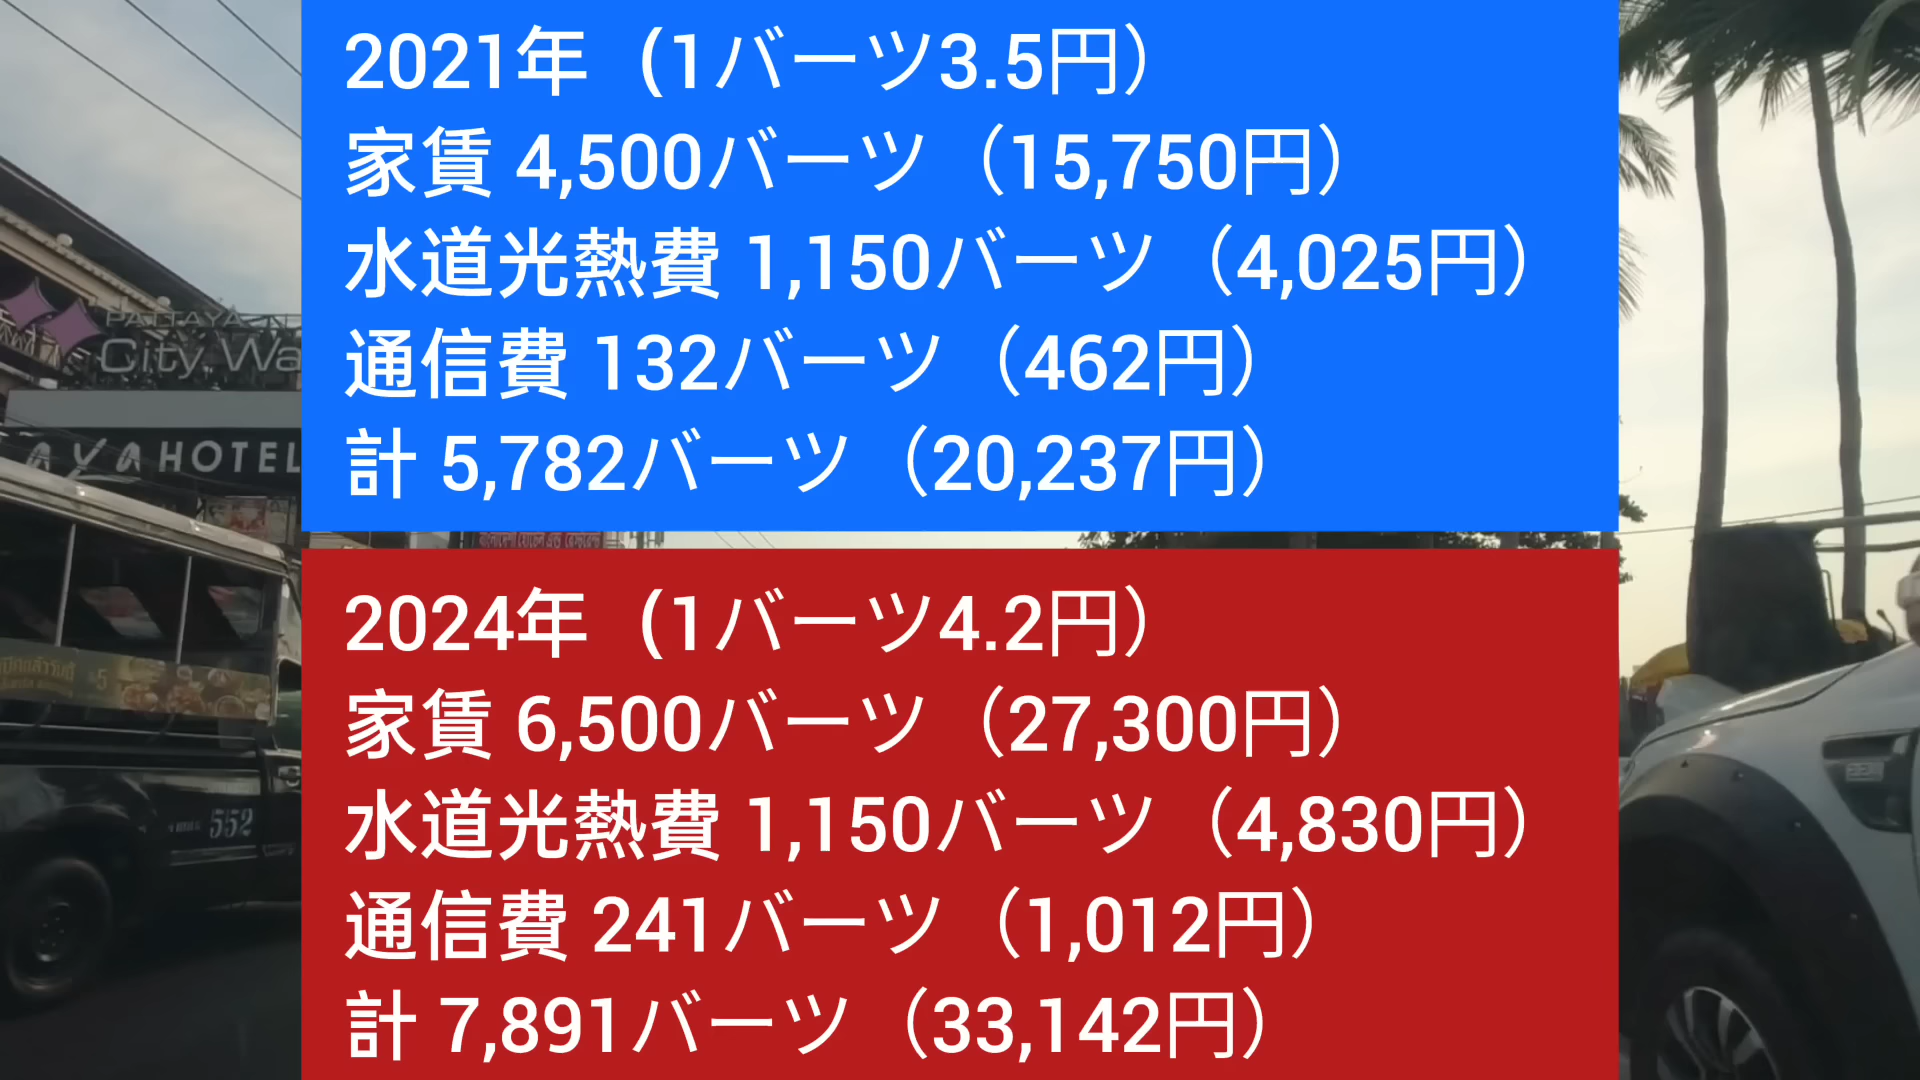 2021年（1バーツ3.5円）
家賃 4,500バーツ（15,750円）
水道光熱費 1,150バーツ（4,025円）
通信費 132バーツ（462円）
計 5,782バーツ（20,237円）
PATTAYA
City Wa
aya HOTEL
2024年（1バーツ4.2円）
家賃 6,500バーツ（27,300円）
水道光熱費 1,150バーツ（4,830円）
通信費 241バーツ（1,012円）
計 7,891バーツ（33,142円）
5
552